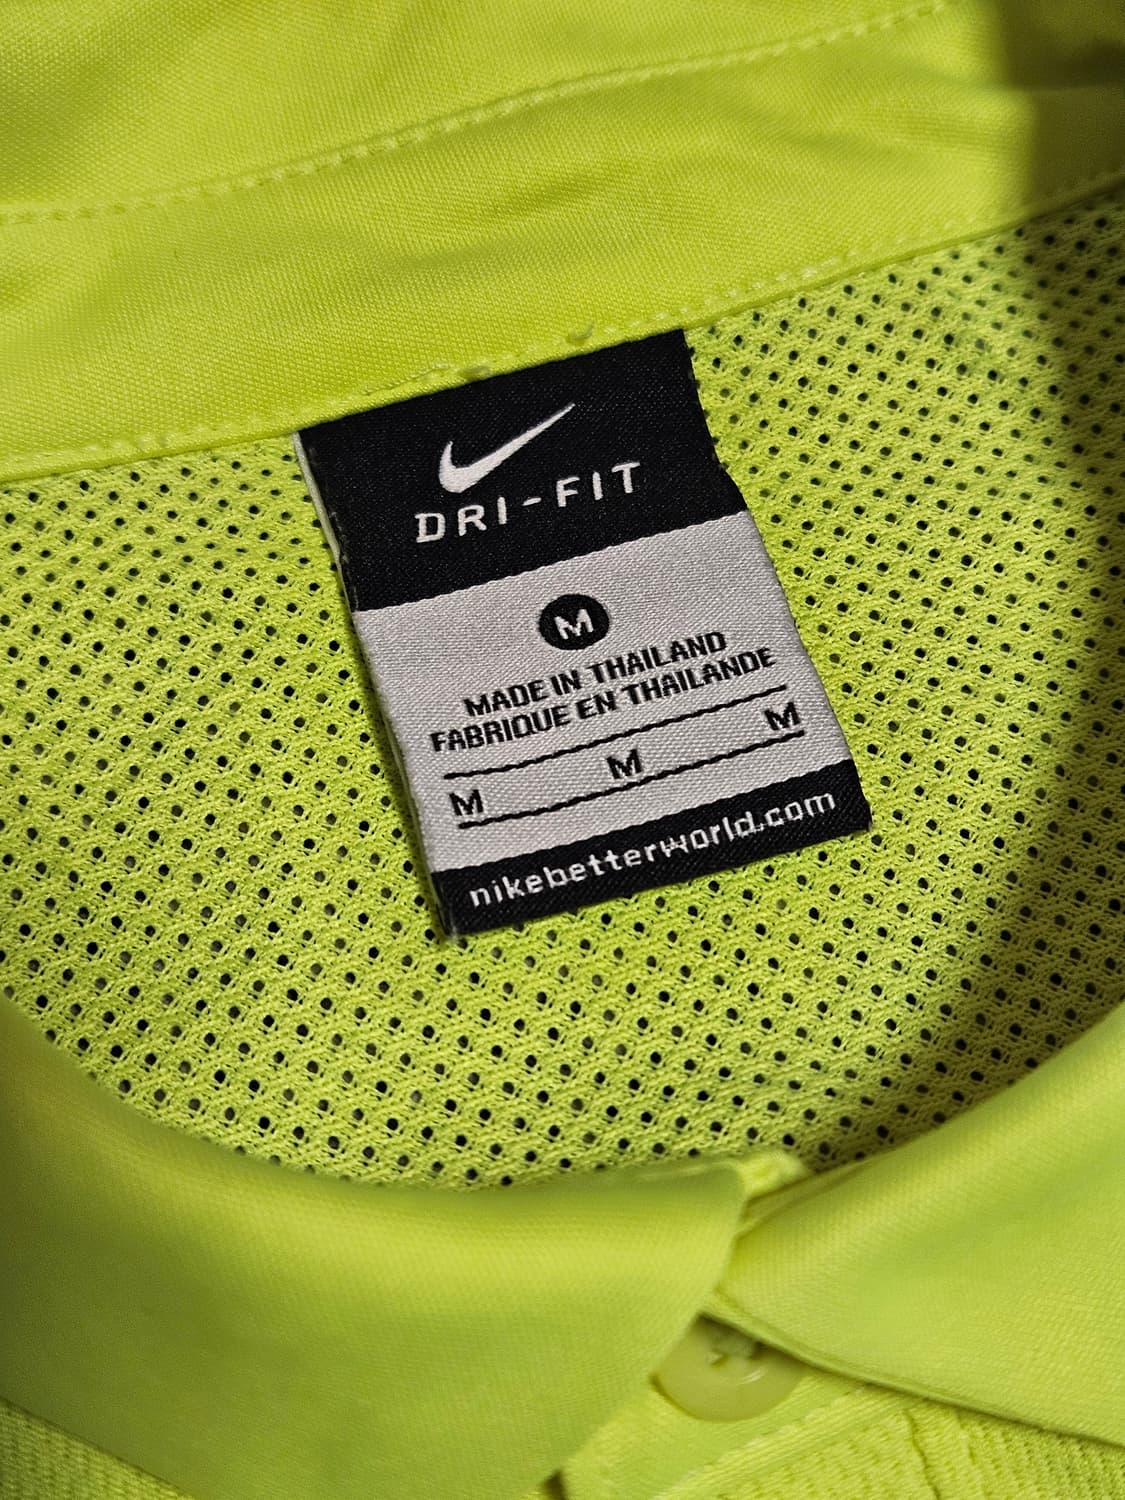 DRI-FIT
M
MADE IN THAILAND
FABRIQUE EN THAILANDE
M M M
nikebetterworld.com